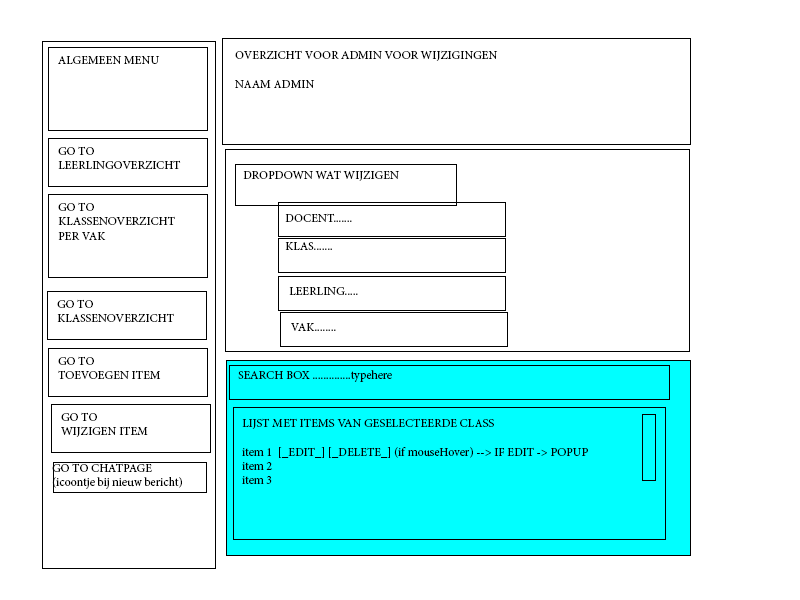 ALGEMEEN MENU
GO TO
LEERLINGOVERZICHT
GO TO
KLASSENOVERZICHT
PER VAK
GO TO
KLASSENOVERZICHT
GO TO
TOEVOEGEN ITEM
GO TO
WIJZIGEN ITEM
GO TO CHATPAGE
(icoontje bij nieuw bericht)
OVERZICHT VOOR ADMIN VOOR WIJZIGINGEN
NAAM ADMIN
DROPDOWN WAT WIJZIGEN
DOCENT.......
KLAS.......
LEERLING.....
VAK........
SEARCH BOX ..............typehere
LIJST MET ITEMS VAN GESELECTEERDE CLASS
item 1 [_EDIT_] [_DELETE_] (if mouseHover) --> IF EDIT -> POPUP
item 2
item 3